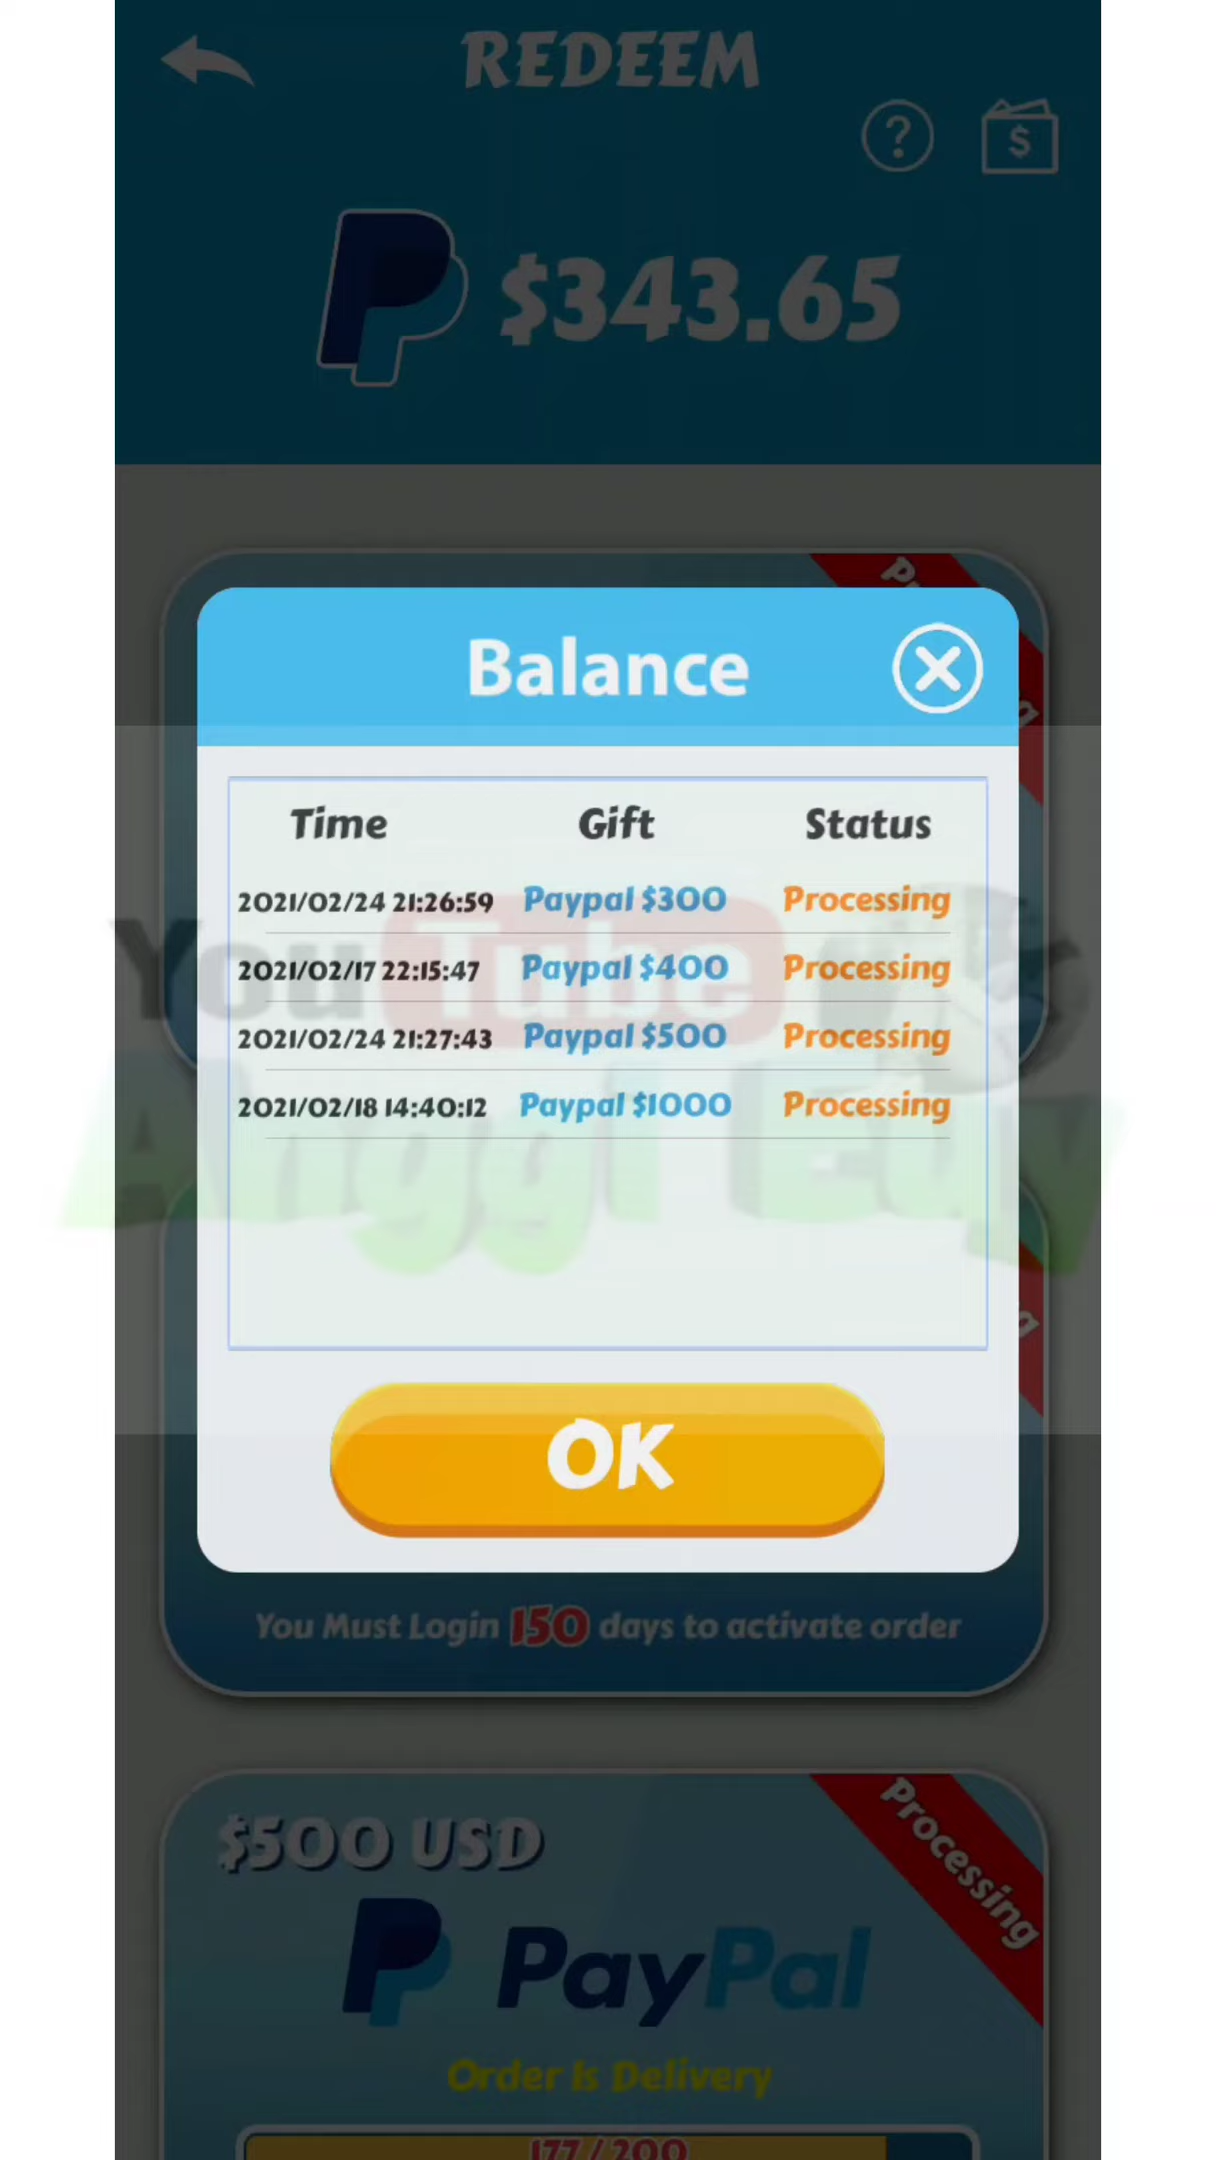 REDEEM
?
$
$343.65
Balance
Time Gift Status
2021/02/24 21:26:59 Paypal $300 Processing
2021/02/17 22:15:47 Paypal $400 Processing
2021/02/24 21:27:43 Paypal $500 Processing
2021/02/18 14:40:12 Paypal $1000 Processing
YouTube
OK
You Must Login 150 days to activate order
$500 USD
Processing
PayPal
Order Is Delivery
177/200